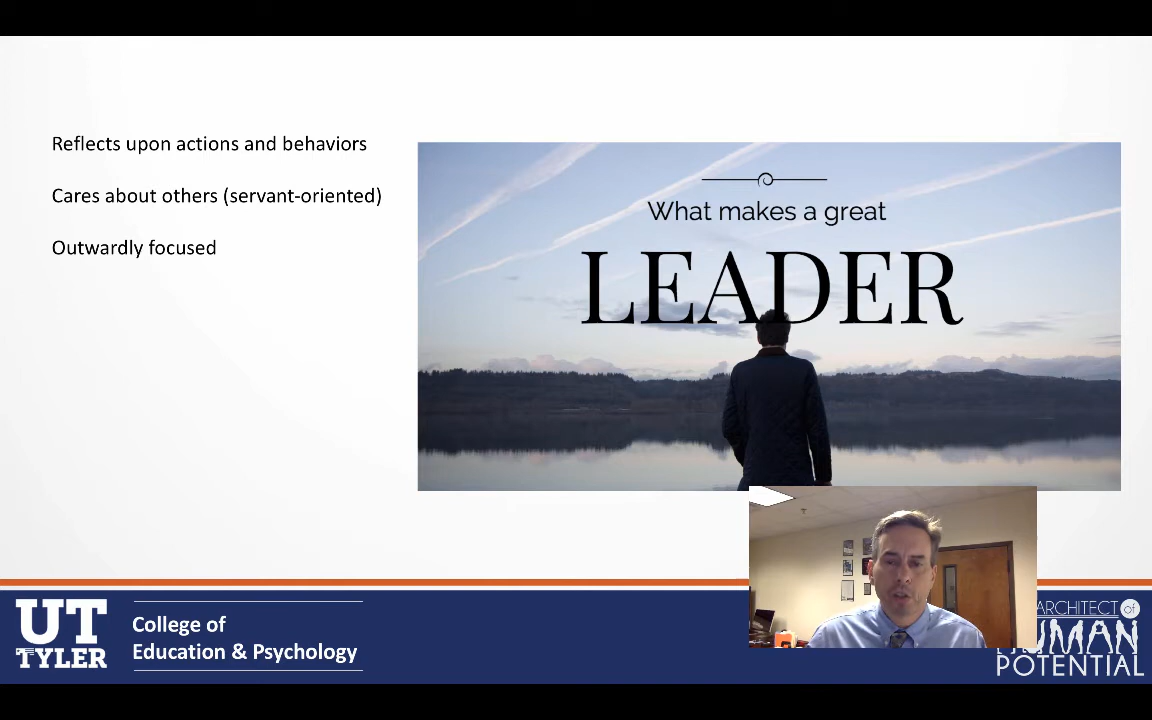 Reflects upon actions and behaviors
Cares about others (servant-oriented)
Outwardly focused
What makes a great
LEADER
UT
TYLER
College of
Education & Psychology
ARCHITECT of
HUMAN
POTENTIAL